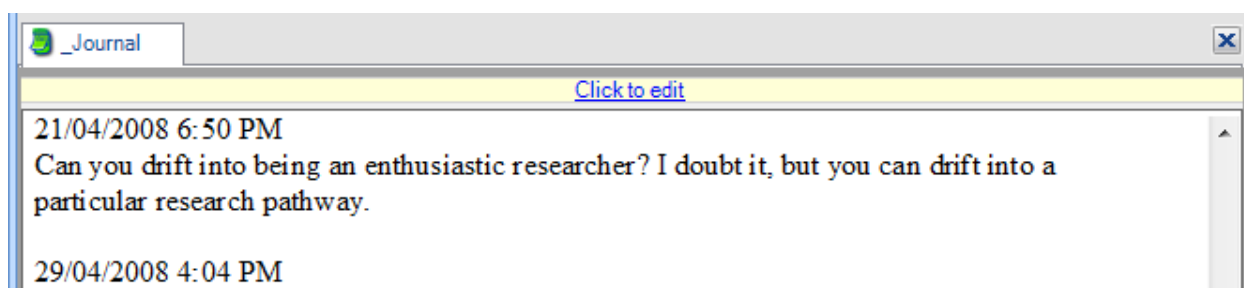 _Journal
Click to edit
21/04/2008 6:50 PM
Can you drift into being an enthusiastic researcher? I doubt it, but you can drift into a
particular research pathway.
29/04/2008 4:04 PM